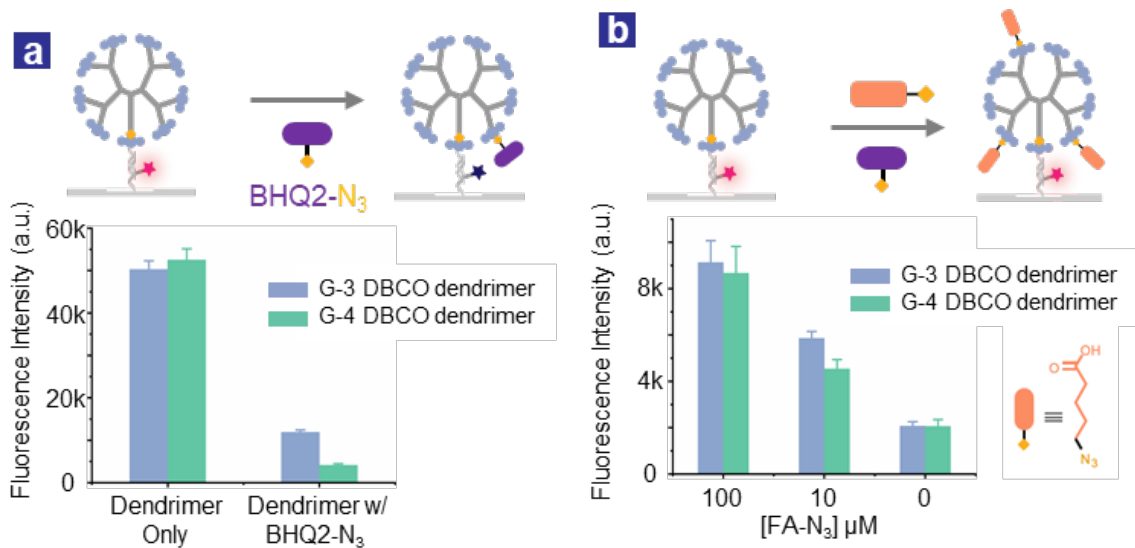 a
BHQ2-N3
Fluorescence Intensity (a.u.)
60k
40k
20k
0
G-3 DBCO dendrimer
G-4 DBCO dendrimer
Dendrimer
Only
Dendrimer w/
BHQ2-N3
b
Fluorescence Intensity (a.u.)
8k
4k
0
G-3 DBCO dendrimer
G-4 DBCO dendrimer
100
10
0
[FA-N3] µM
OH
O
N3